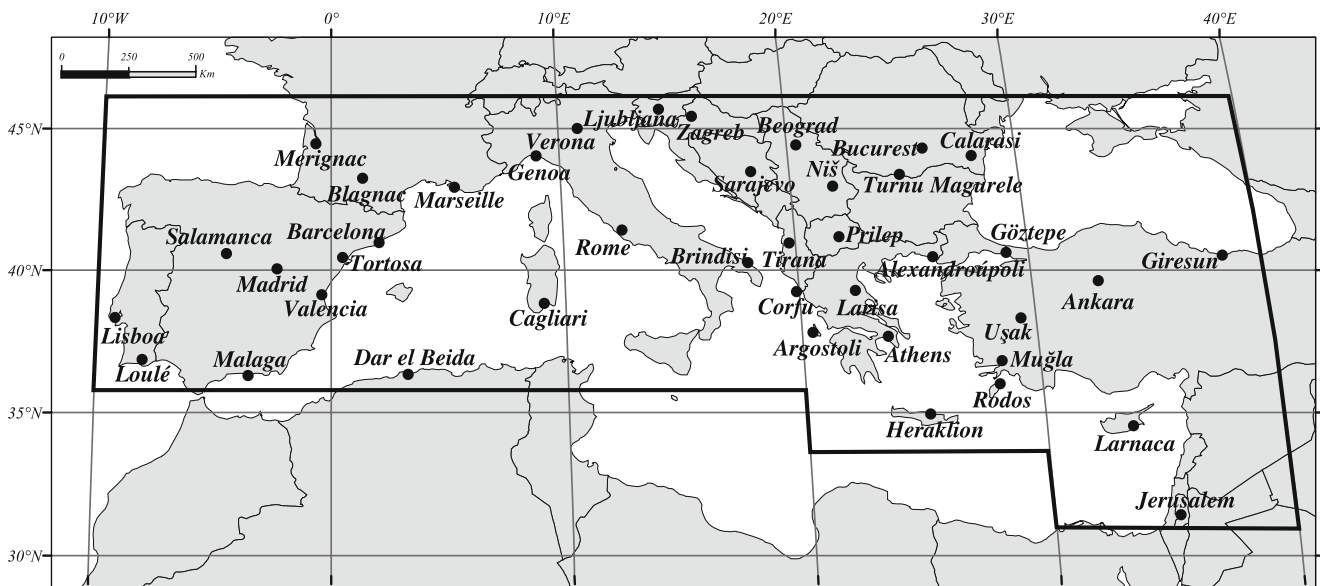 10°W 0° 10°E 20°E 30°E 40°E
0 250 500
Km
45°N
40°N
35°N
30°N
Ljubljana
Zagreb
Beograd
Verona
Bucurest
Calarasi
Merignac
Genoa
Niš
Blagnac
Marseille
Sarajevo
Turnu Magurele
Salamanca
Barcelona
Rome
Brindisi
Tirana
Prilep
Göztepe
Tortosa
Alexandroúpoli
Giresun
Madrid
Valencia
Cagliari
Corfu
Larisa
Ankara
Lisboa
Uşak
Argostoli
Athens
Loulé
Malaga
Dar el Beida
Muğla
Rodos
Heraklion
Larnaca
Jerusalem